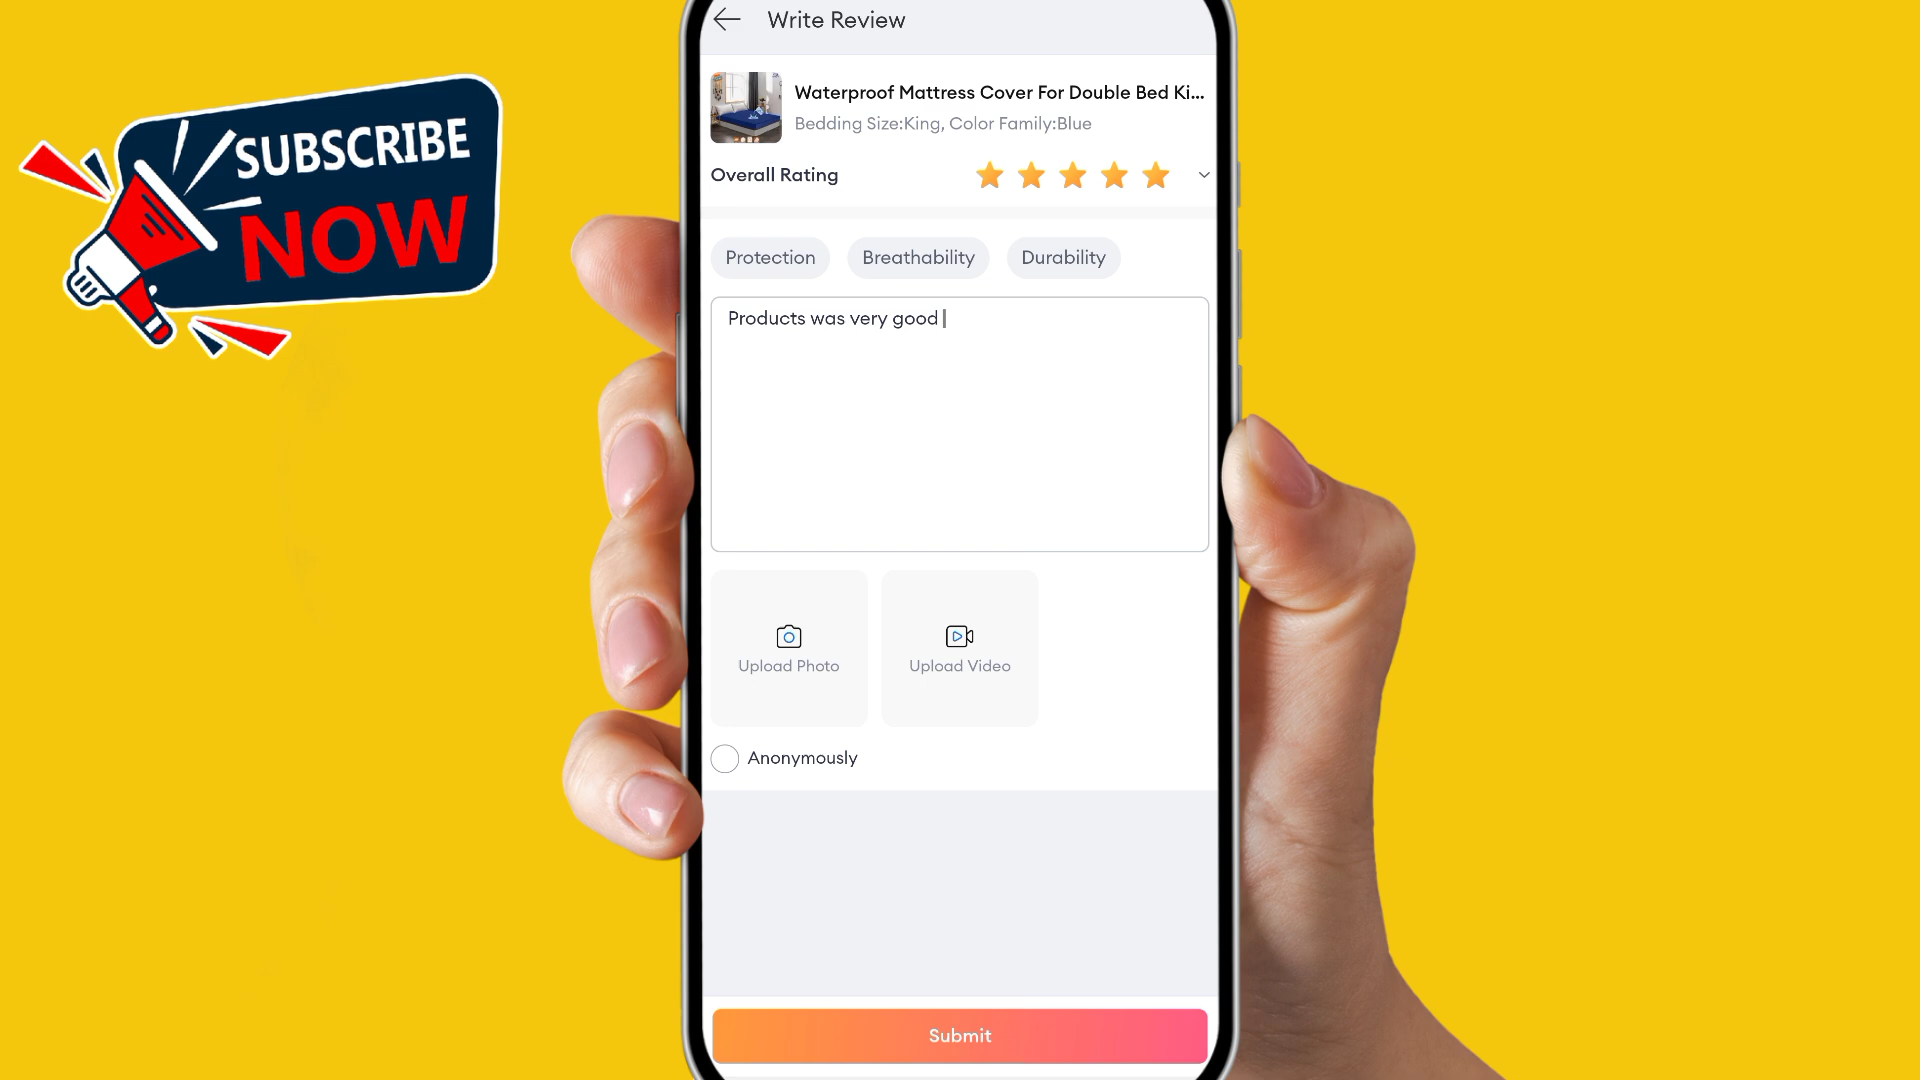 SUBSCRIBE
NOW
Write Review
Waterproof Mattress Cover For Double Bed Ki...
Bedding Size:King, Color Family:Blue
Overall Rating
Protection
Breathability
Durability
Products was very good
Upload Photo
Upload Video
Anonymously
Submit